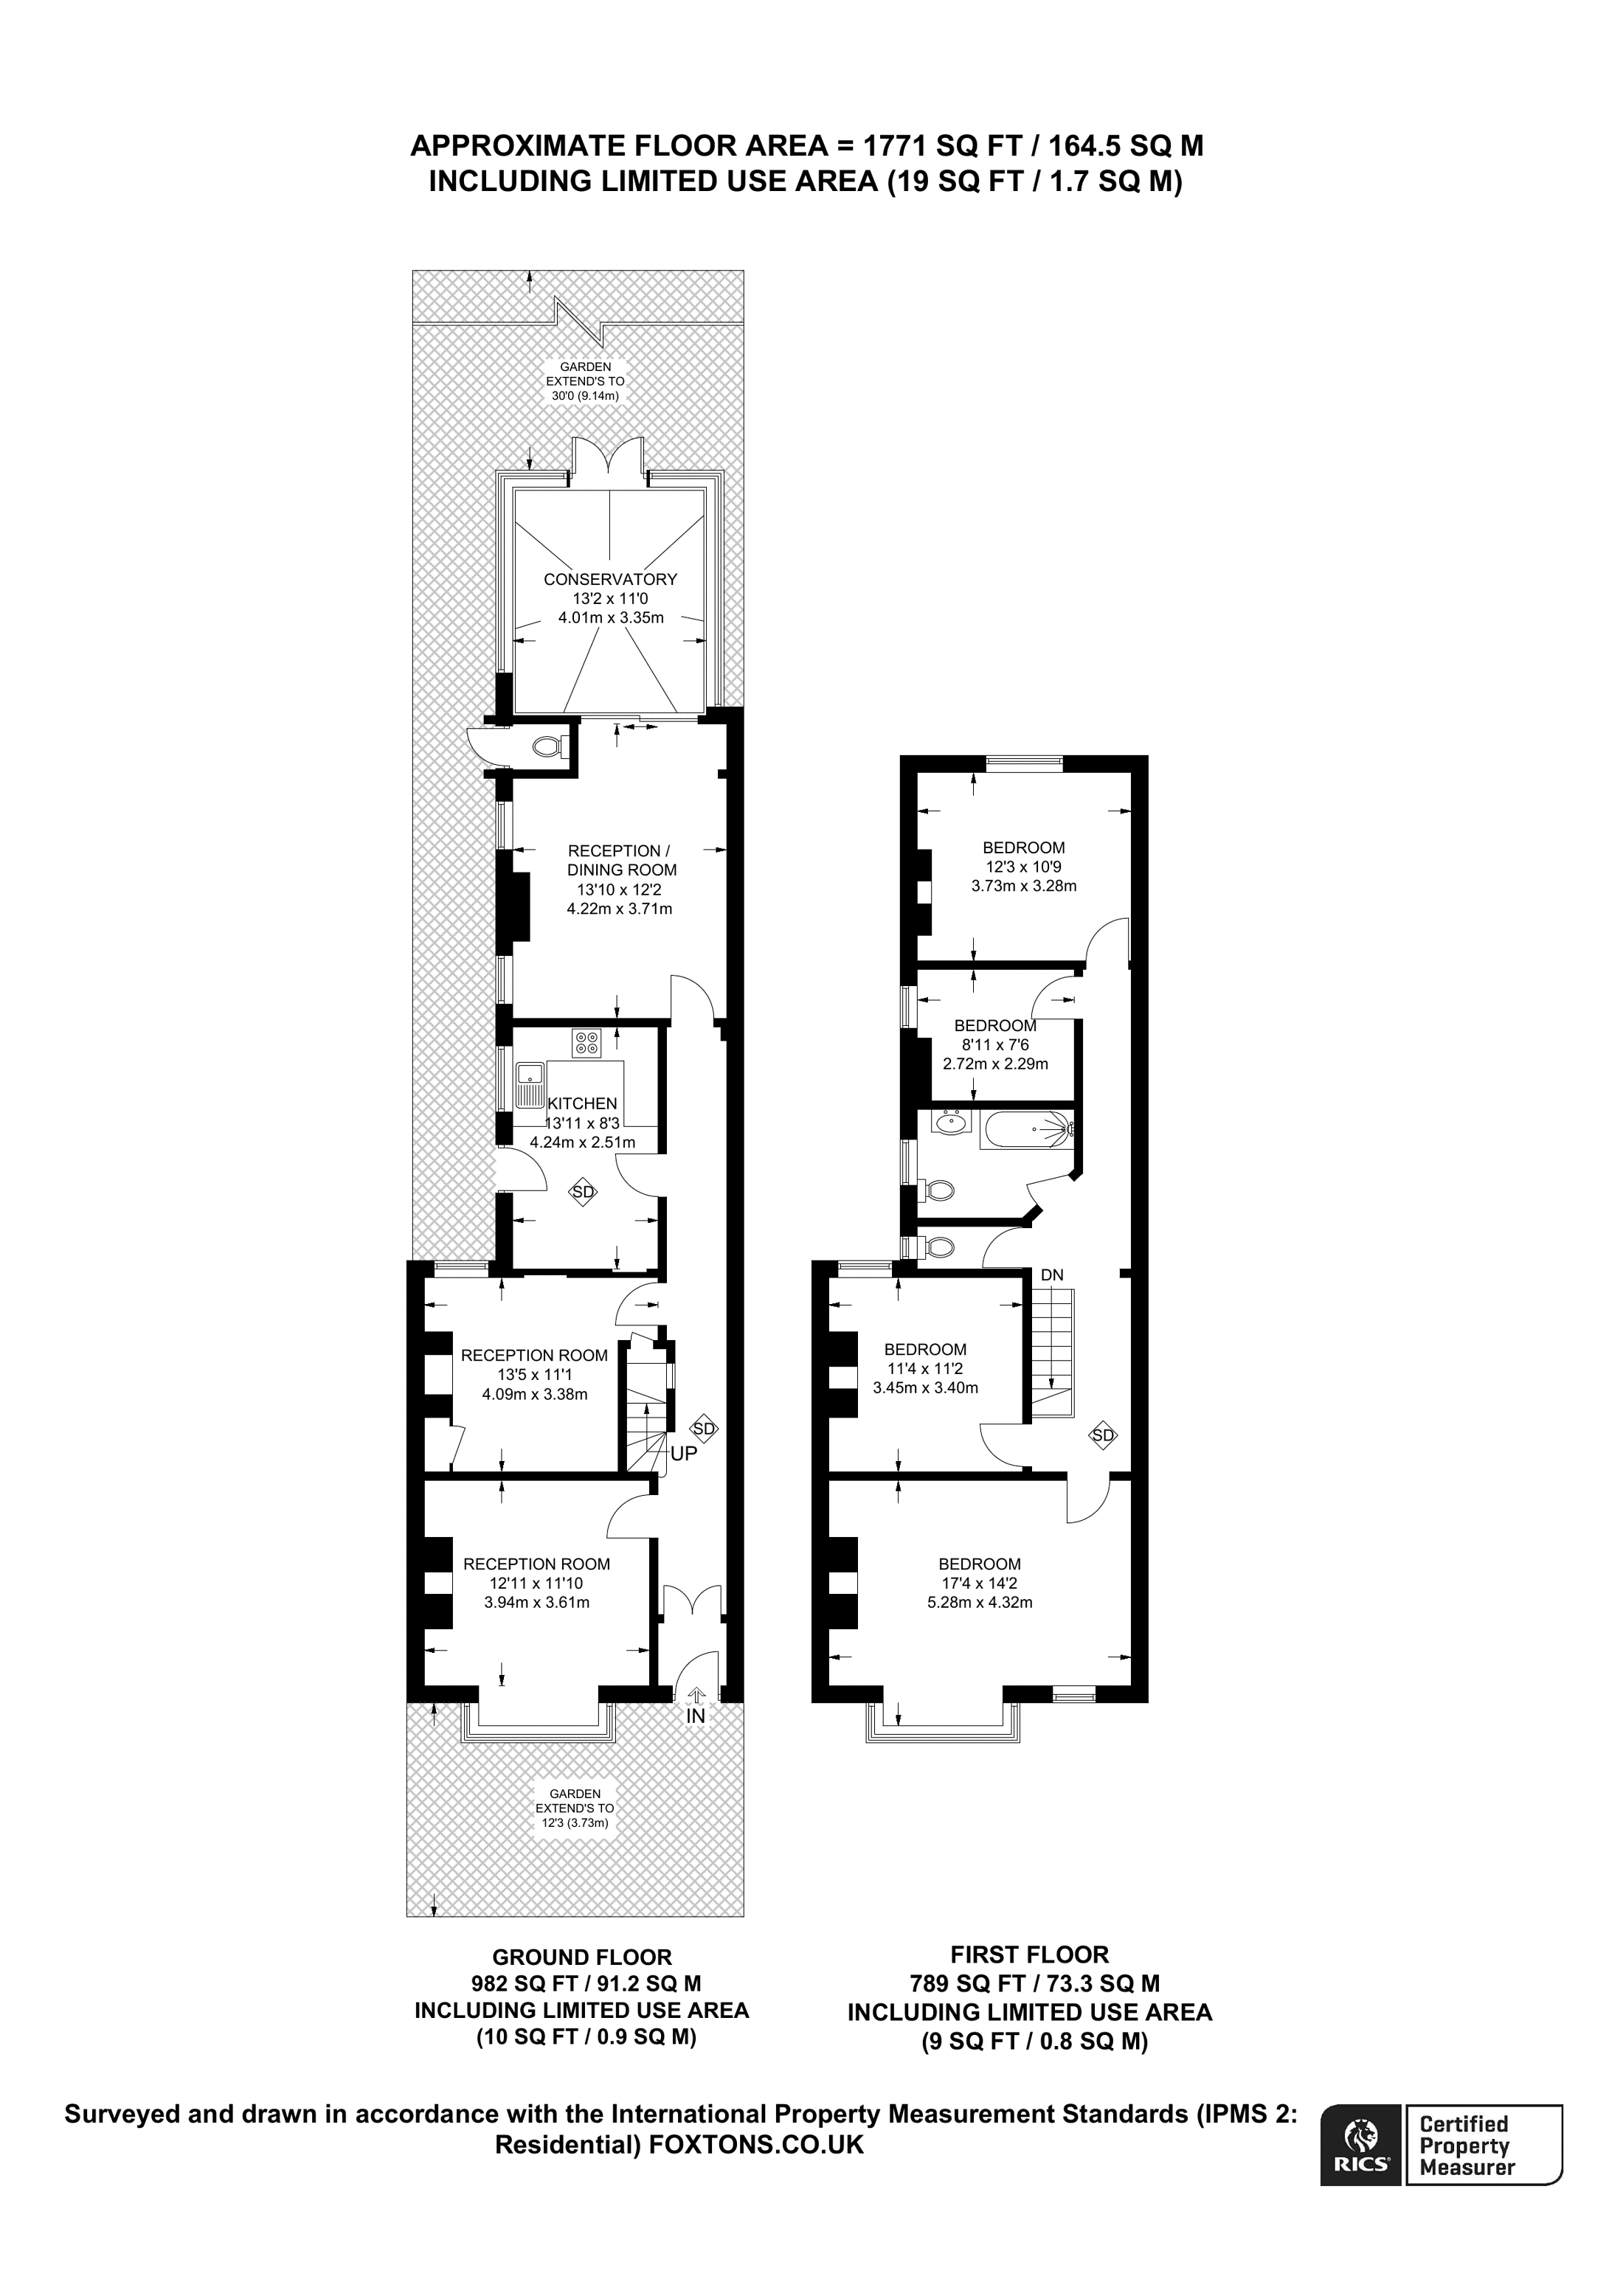 APPROXIMATE FLOOR AREA = 1771 SQ FT / 164.5 SQ M
INCLUDING LIMITED USE AREA (19 SQ FT / 1.7 SQ M)
GARDEN
EXTEND'S TO
30'0 (9.14m)
CONSERVATORY
13'2 x 11'0
4.01m x 3.35m
RECEPTION /
DINING ROOM
13'10 x 12'2
4.22m x 3.71m
KITCHEN
13'11 x 8'3
4.24m x 2.51m
SD
RECEPTION ROOM
13'5 x 11'1
4.09m x 3.38m
SD
UP
RECEPTION ROOM
12'11 x 11'10
3.94m x 3.61m
IN
GARDEN
EXTEND'S TO
12'3 (3.73m)
BEDROOM
12'3 x 10'9
3.73m x 3.28m
BEDROOM
8'11 x 7'6
2.72m x 2.29m
DN
BEDROOM
11'4 x 11'2
3.45m x 3.40m
SD
BEDROOM
17'4 x 14'2
5.28m x 4.32m
GROUND FLOOR
982 SQ FT / 91.2 SQ M
INCLUDING LIMITED USE AREA
(10 SQ FT / 0.9 SQ M)
FIRST FLOOR
789 SQ FT / 73.3 SQ M
INCLUDING LIMITED USE AREA
(9 SQ FT / 0.8 SQ M)
Surveyed and drawn in accordance with the International Property Measurement Standards (IPMS 2:
Residential) FOXTONS.CO.UK
RICS
Certified
Property
Measurer